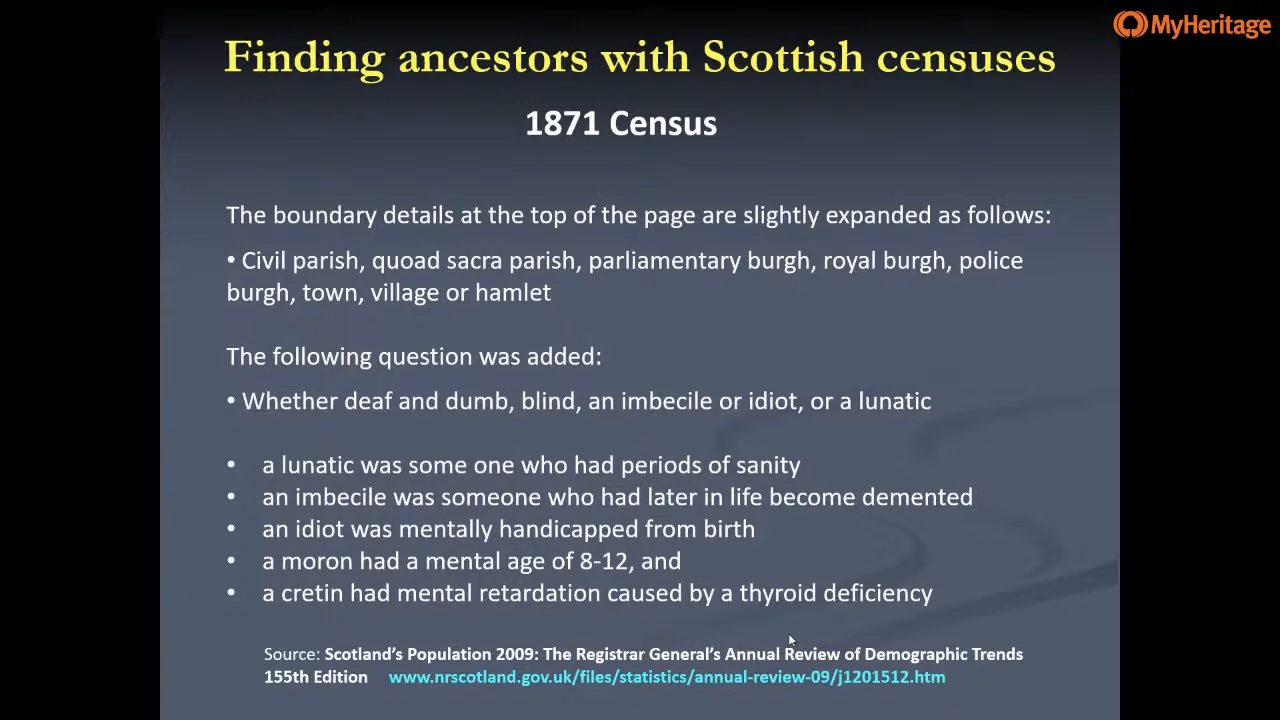 MyHeritage
Finding ancestors with Scottish censuses
1871 Census
The boundary details at the top of the page are slightly expanded as follows:
• Civil parish, quoad sacra parish, parliamentary burgh, royal burgh, police
burgh, town, village or hamlet
The following question was added:
• Whether deaf and dumb, blind, an imbecile or idiot, or a lunatic
• a lunatic was some one who had periods of sanity
• an imbecile was someone who had later in life become demented
• an idiot was mentally handicapped from birth
• a moron had a mental age of 8-12, and
• a cretin had mental retardation caused by a thyroid deficiency
Source: Scotland’s Population 2009: The Registrar General’s Annual Review of Demographic Trends
155th Edition www.nrscotland.gov.uk/files/statistics/annual-review-09/j1201512.htm